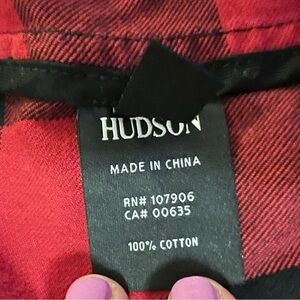 HUDSON
MADE IN CHINA
RN# 107906
CA# 00635
100% COTTON